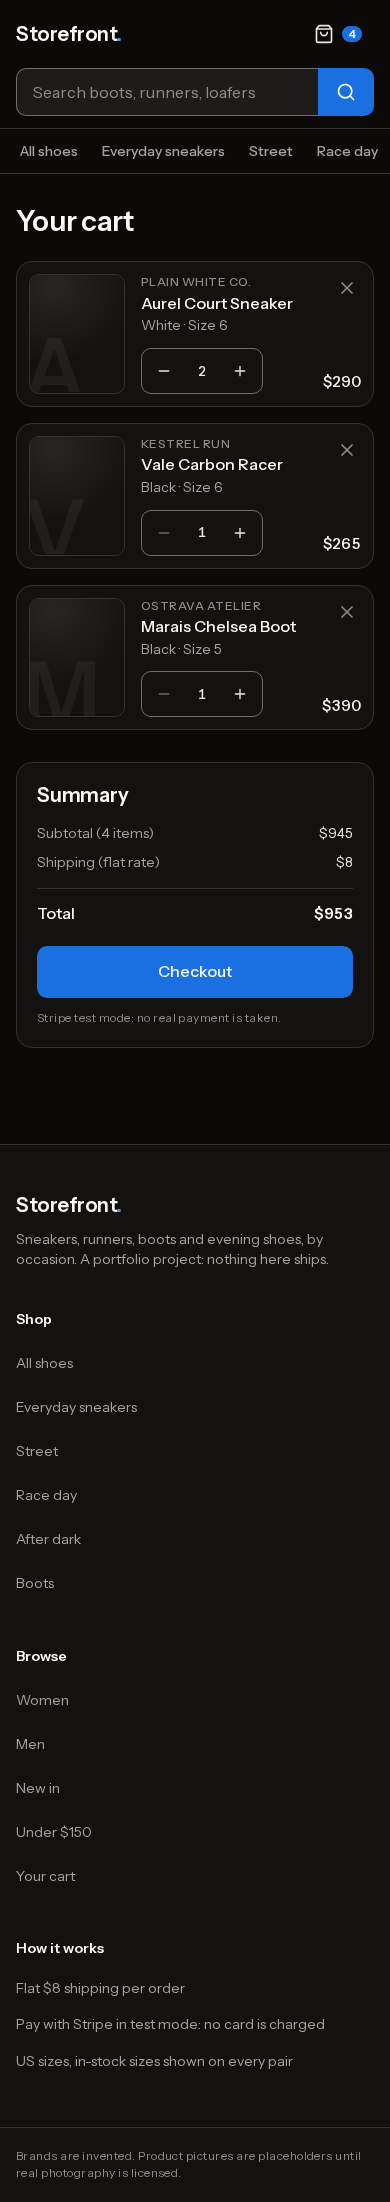 Storefront.
4
Search boots, runners, loafers
All shoes Everyday sneakers Street Race day
Your cart
PLAIN WHITE CO.
Aurel Court Sneaker
White · Size 6
A
2
$290
KESTREL RUN
Vale Carbon Racer
Black · Size 6
V
1
$265
OSTRAVA ATELIER
Marais Chelsea Boot
Black · Size 5
M
1
$390
Summary
Subtotal (4 items) $945
Shipping (flat rate) $8
Total $953
Checkout
Stripe test mode: no real payment is taken.
Storefront.
Sneakers, runners, boots and evening shoes, by
occasion. A portfolio project: nothing here ships.
Shop
All shoes
Everyday sneakers
Street
Race day
After dark
Boots
Browse
Women
Men
New in
Under $150
Your cart
How it works
Flat $8 shipping per order
Pay with Stripe in test mode: no card is charged
US sizes, in-stock sizes shown on every pair
Brands are invented. Product pictures are placeholders until
real photography is licensed.